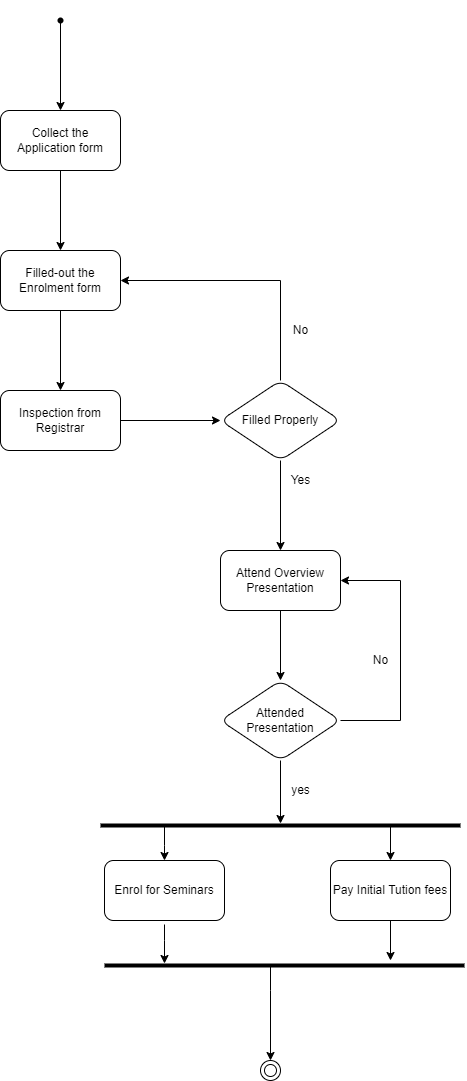 Collect the
Application form
Filled-out the
Enrolment form
No
Inspection from
Registrar
Filled Properly
Yes
Attend Overview
Presentation
No
Attended
Presentation
yes
Enrol for Seminars
Pay Initial Tution fees